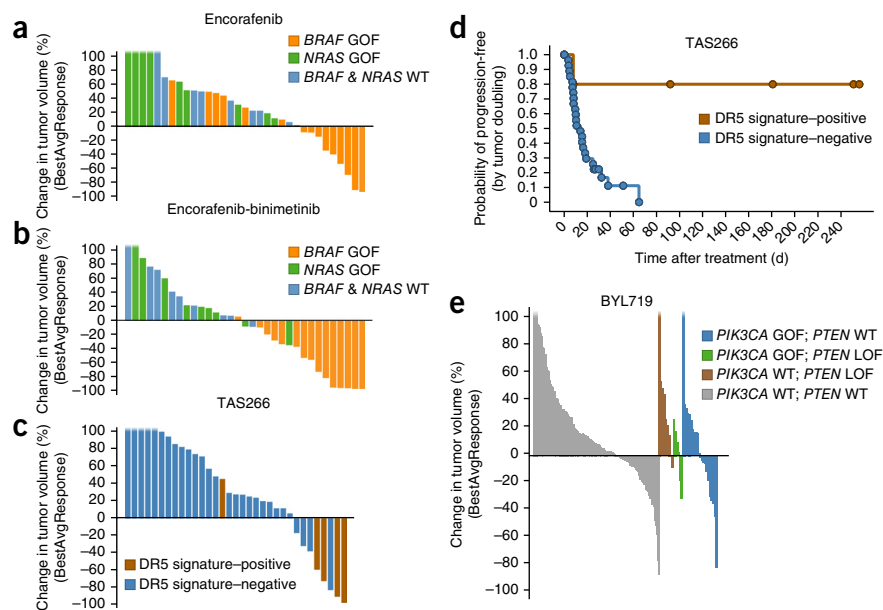 a
Encorafenib
Change in tumor volume (%)
(BestAvgResponse)
100
80
60
40
20
0
−20
−40
−60
−80
−100
BRAF GOF
NRAS GOF
BRAF & NRAS WT
b
Encorafenib-binimetinib
Change in tumor volume (%)
(BestAvgResponse)
100
80
60
40
20
0
−20
−40
−60
−80
−100
BRAF GOF
NRAS GOF
BRAF & NRAS WT
c
TAS266
Change in tumor volume (%)
(BestAvgResponse)
100
80
60
40
20
0
−20
−40
−60
−80
−100
DR5 signature–positive
DR5 signature–negative
d
TAS266
Probability of progression-free
(by tumor doubling)
1.0
0.9
0.8
0.7
0.6
0.5
0.3
0.2
0.1
0
DR5 signature–positive
DR5 signature–negative
0 20 40 60 80 100 120 140 160 180 200 220 240
Time after treatment (d)
e
BYL719
Change in tumor volume (%)
(BestAvgResponse)
100
80
60
40
20
0
−20
−40
−60
−80
−100
PIK3CA GOF; PTEN WT
PIK3CA GOF; PTEN LOF
PIK3CA WT; PTEN LOF
PIK3CA WT; PTEN WT